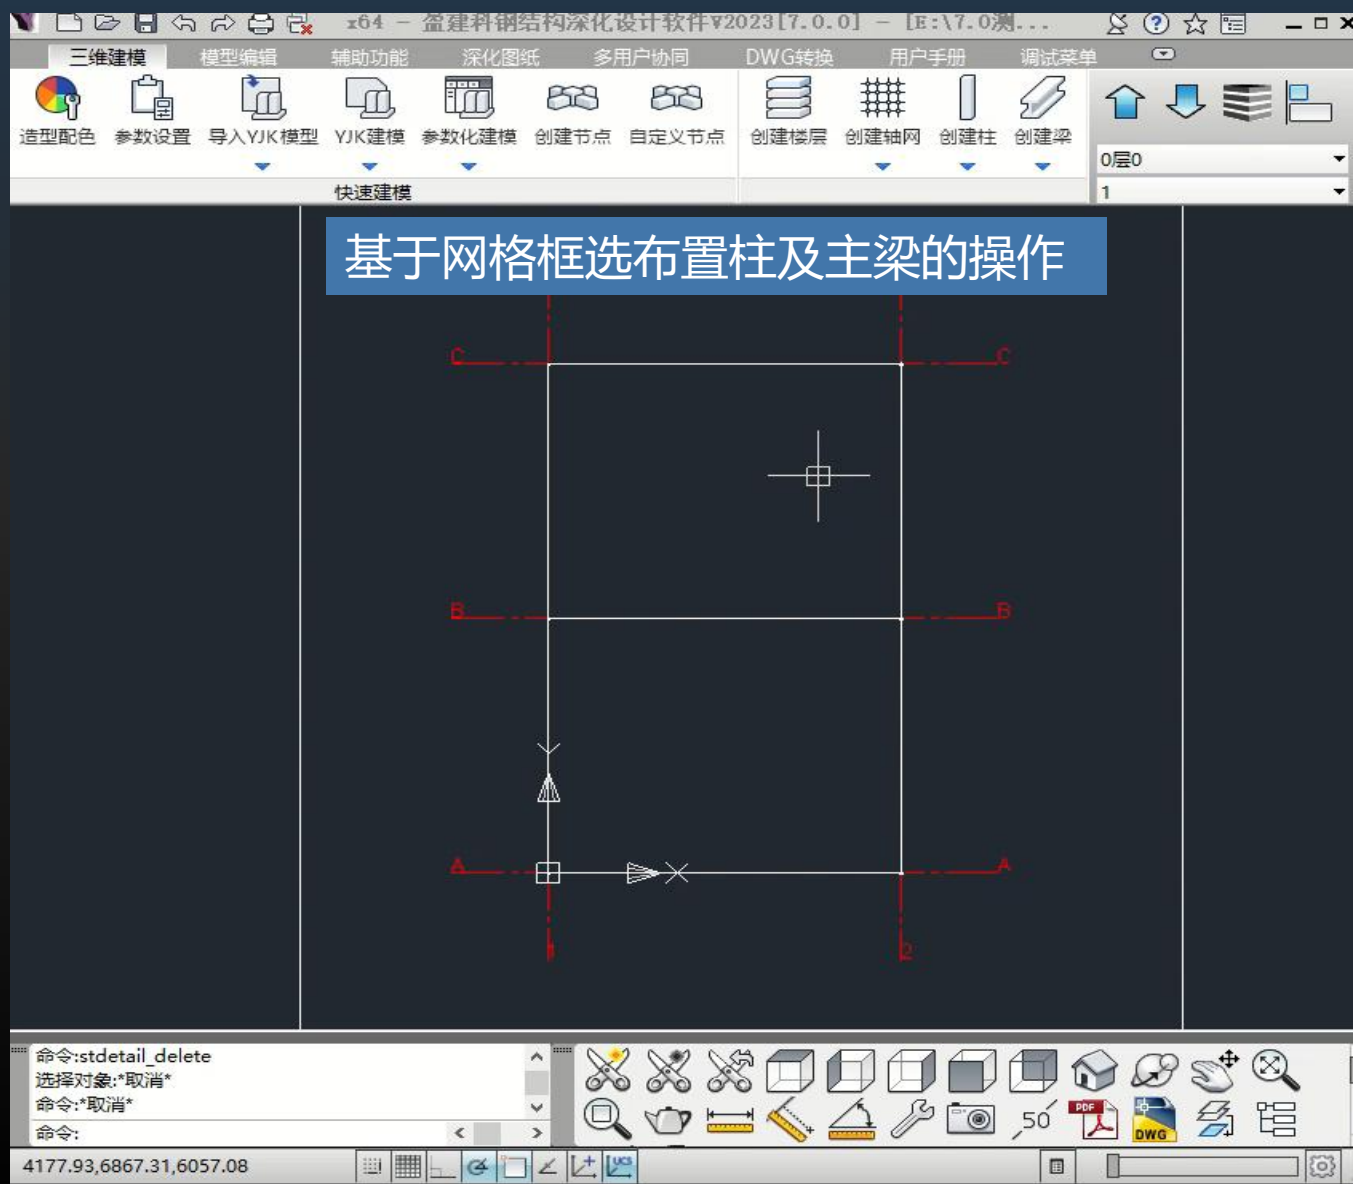 x64 - 盈建科钢结构深化设计软件V2023[7.0.0] - [E:\7.0测...
三维建模 模型编辑 辅助功能 深化图纸 多用户协同 DWG转换 用户手册 调试菜单
造型配色 参数设置 导入YJK模型 YJK建模 参数化建模 创建节点 自定义节点 创建楼层 创建轴网 创建柱 创建梁
0层0
快速建模
1
基于网格框选布置柱及主梁的操作
C C
B B
Y
A X A
1 2
命令:stdetail_delete
选择对象:*取消*
命令:*取消*
命令:
50 PDF DWG
4177.93,6867.31,6057.08
UCS